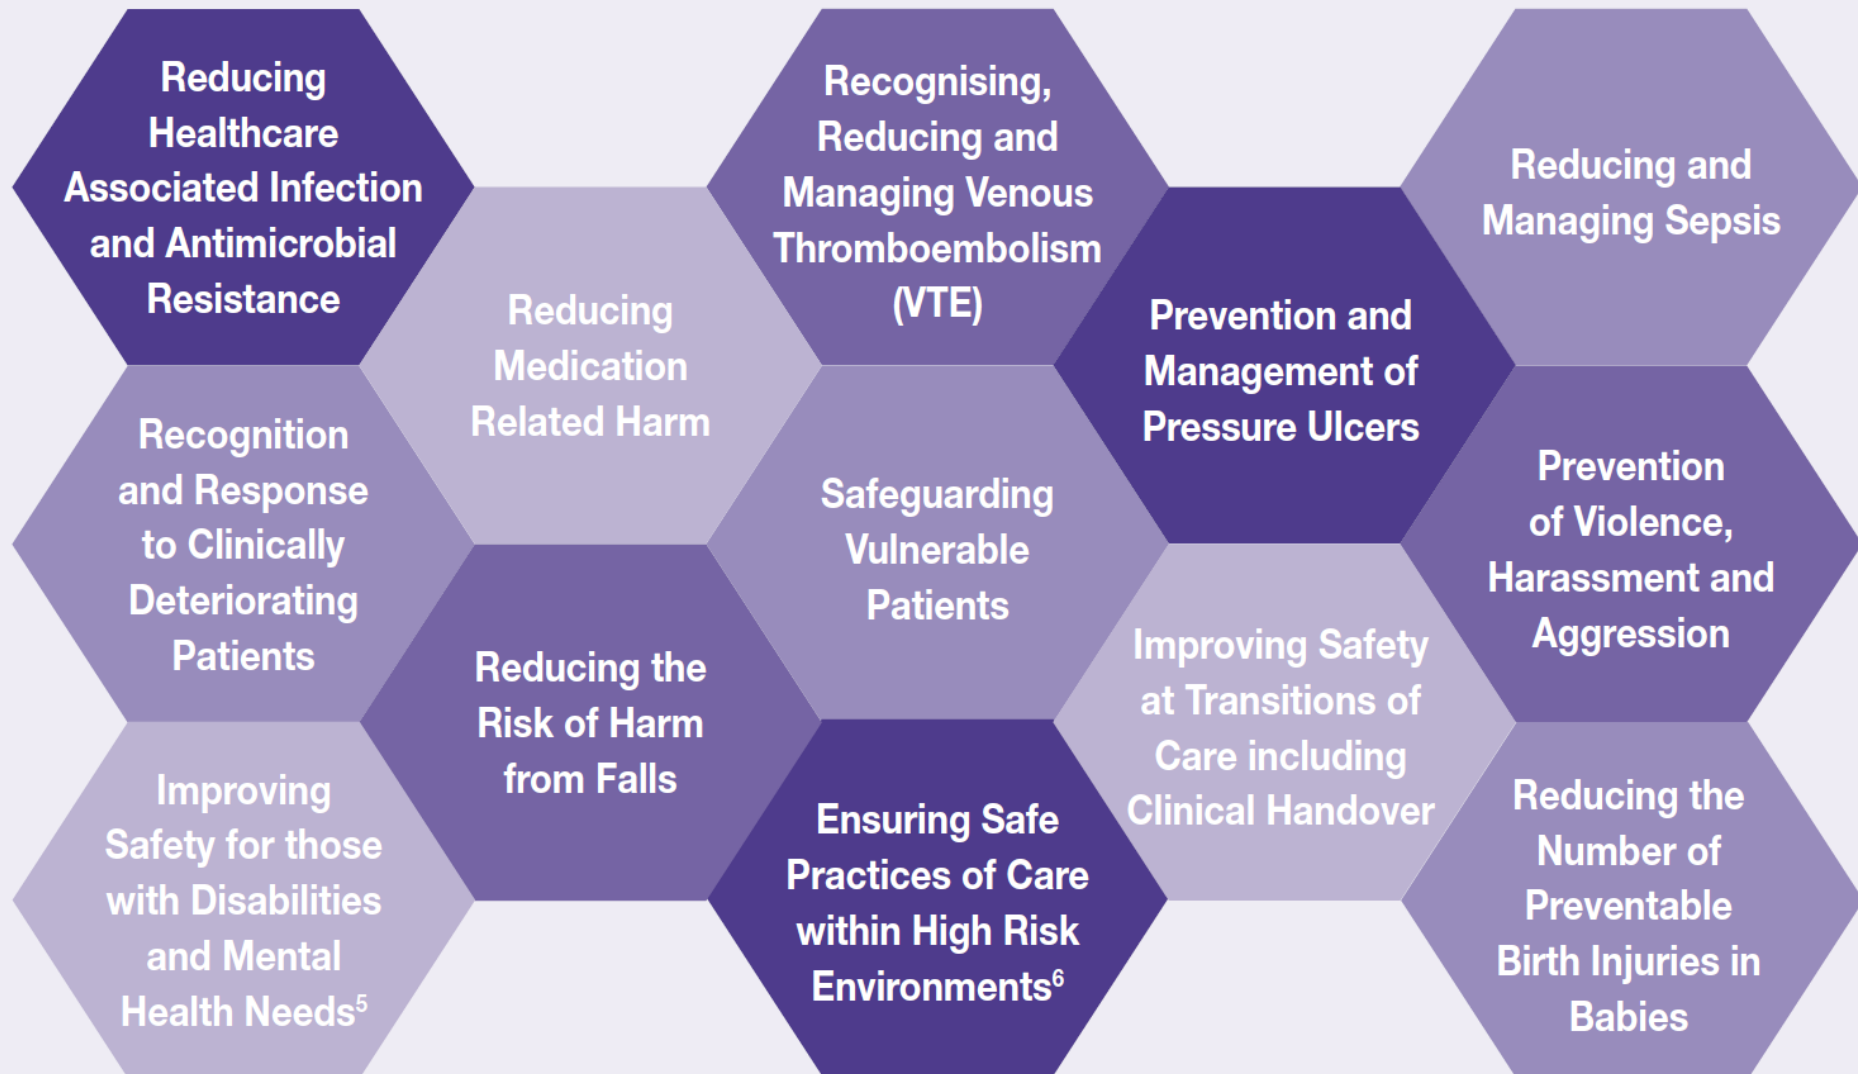 Reducing
Healthcare
Associated Infection
and Antimicrobial
Resistance
Recognising,
Reducing and
Managing Venous
Thromboembolism
(VTE)
Reducing and
Managing Sepsis
Reducing
Medication
Related Harm
Prevention and
Management of
Pressure Ulcers
Recognition
and Response
to Clinically
Deteriorating
Patients
Safeguarding
Vulnerable
Patients
Prevention
of Violence,
Harassment and
Aggression
Reducing the
Risk of Harm
from Falls
Improving Safety
at Transitions of
Care including
Clinical Handover
Improving
Safety for those
with Disabilities
and Mental
Health Needs⁵
Ensuring Safe
Practices of Care
within High Risk
Environments⁶
Reducing the
Number of
Preventable
Birth Injuries in
Babies